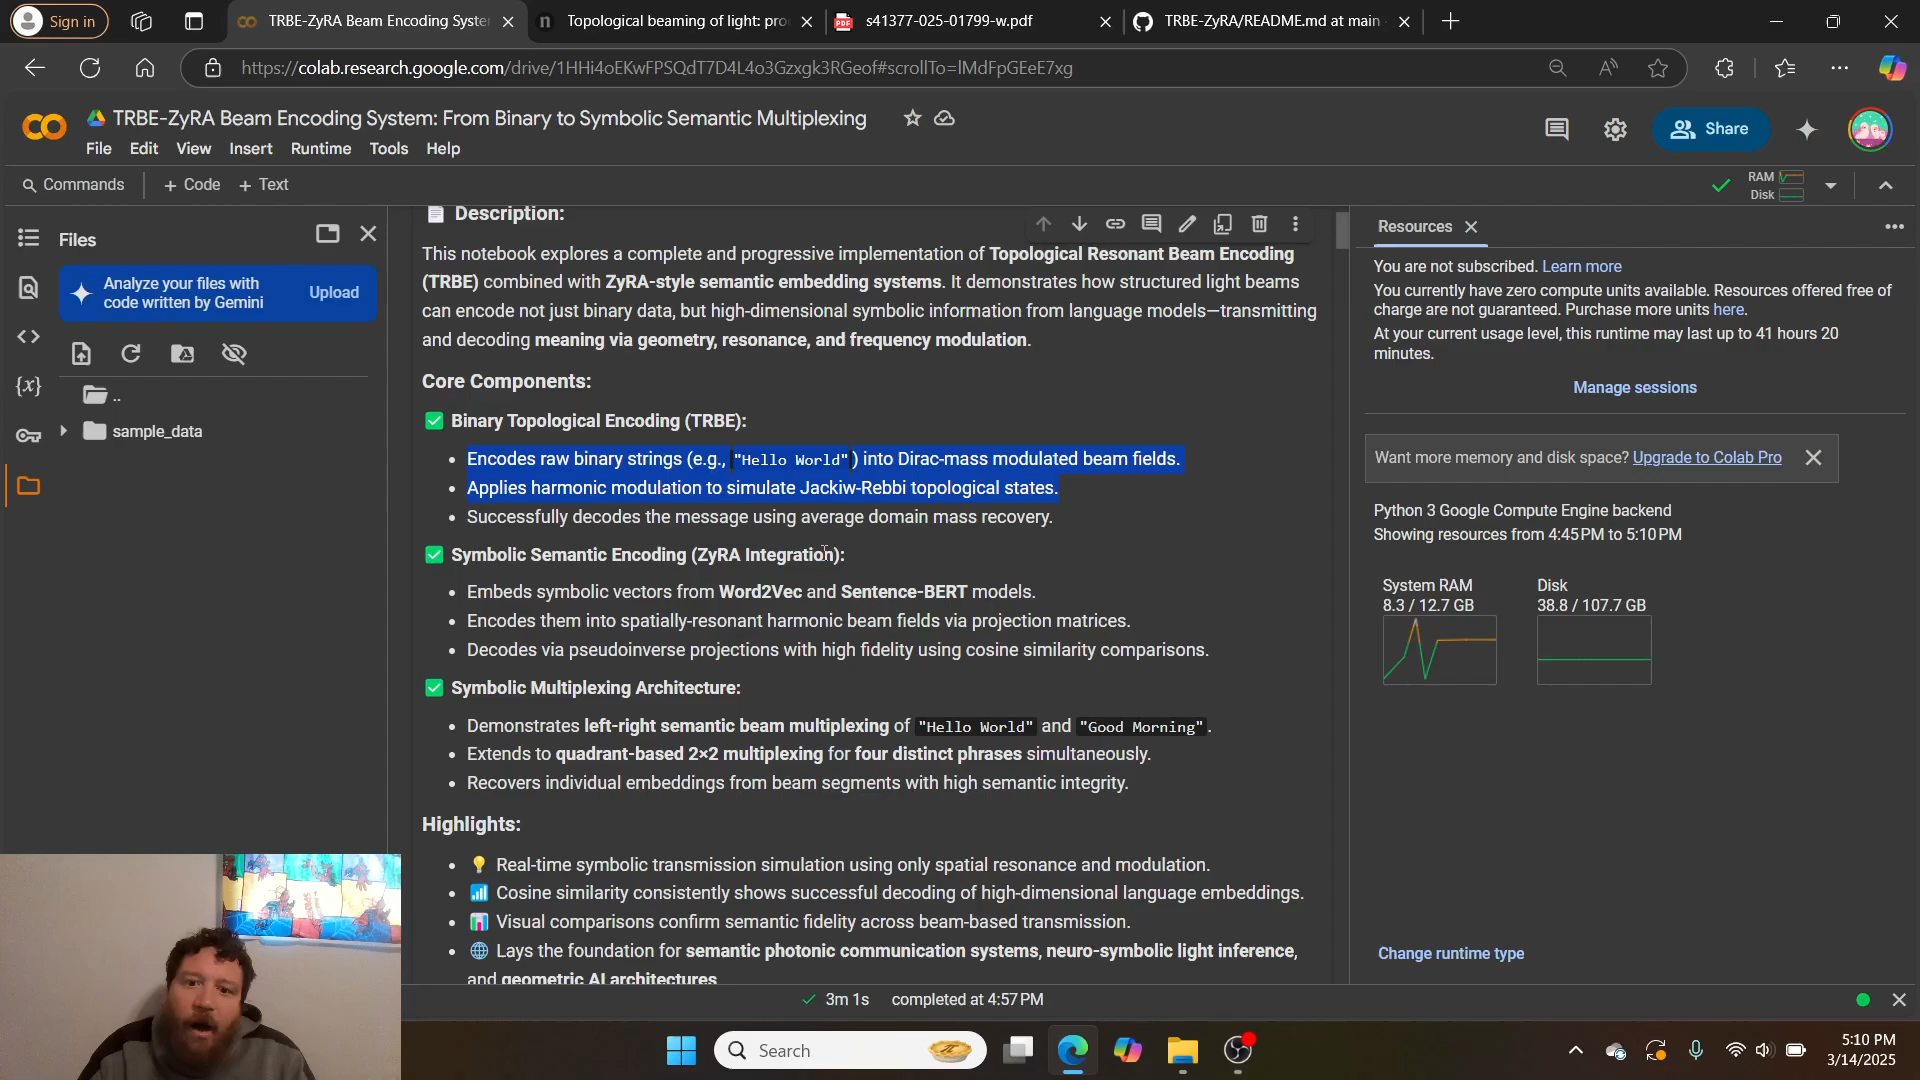 Sign in
TRBE-ZyRA Beam Encoding Syste
Topological beaming of light: pro
s41377-025-01799-w.pdf
TRBE-ZyRA/README.md at main
https://colab.research.google.com/drive/1HHi4oEKwFPSQdT7D4L4o3Gzxgk3RGeof#scrollTo=lMdFpGEeE7xg
TRBE-ZyRA Beam Encoding System: From Binary to Symbolic Semantic Multiplexing
File Edit View Insert Runtime Tools Help
Share
Commands + Code + Text
RAM
Disk
Files
Analyze your files with
code written by Gemini
Upload
..
sample_data
Description:
This notebook explores a complete and progressive implementation of Topological Resonant Beam Encoding
(TRBE) combined with ZyRA-style semantic embedding systems. It demonstrates how structured light beams
can encode not just binary data, but high-dimensional symbolic information from language models—transmitting
and decoding meaning via geometry, resonance, and frequency modulation.
Core Components:
✅ Binary Topological Encoding (TRBE):
• Encodes raw binary strings (e.g., "Hello World") into Dirac-mass modulated beam fields.
• Applies harmonic modulation to simulate Jackiw-Rebbi topological states.
• Successfully decodes the message using average domain mass recovery.
✅ Symbolic Semantic Encoding (ZyRA Integration):
• Embeds symbolic vectors from Word2Vec and Sentence-BERT models.
• Encodes them into spatially-resonant harmonic beam fields via projection matrices.
• Decodes via pseudoinverse projections with high fidelity using cosine similarity comparisons.
✅ Symbolic Multiplexing Architecture:
• Demonstrates left-right semantic beam multiplexing of "Hello World" and "Good Morning".
• Extends to quadrant-based 2×2 multiplexing for four distinct phrases simultaneously.
• Recovers individual embeddings from beam segments with high semantic integrity.
Highlights:
• 💡 Real-time symbolic transmission simulation using only spatial resonance and modulation.
• 📶 Cosine similarity consistently shows successful decoding of high-dimensional language embeddings.
• 📊 Visual comparisons confirm semantic fidelity across beam-based transmission.
• 🌐 Lays the foundation for semantic photonic communication systems, neuro-symbolic light inference,
and geometric AI architectures
Resources
You are not subscribed. Learn more
You currently have zero compute units available. Resources offered free of
charge are not guaranteed. Purchase more units here.
At your current usage level, this runtime may last up to 41 hours 20
minutes.
Manage sessions
Want more memory and disk space? Upgrade to Colab Pro
Python 3 Google Compute Engine backend
Showing resources from 4:45 PM to 5:10 PM
System RAM
8.3 / 12.7 GB
Disk
38.8 / 107.7 GB
Change runtime type
3m 1s completed at 4:57 PM
Search
5:10 PM
3/14/2025